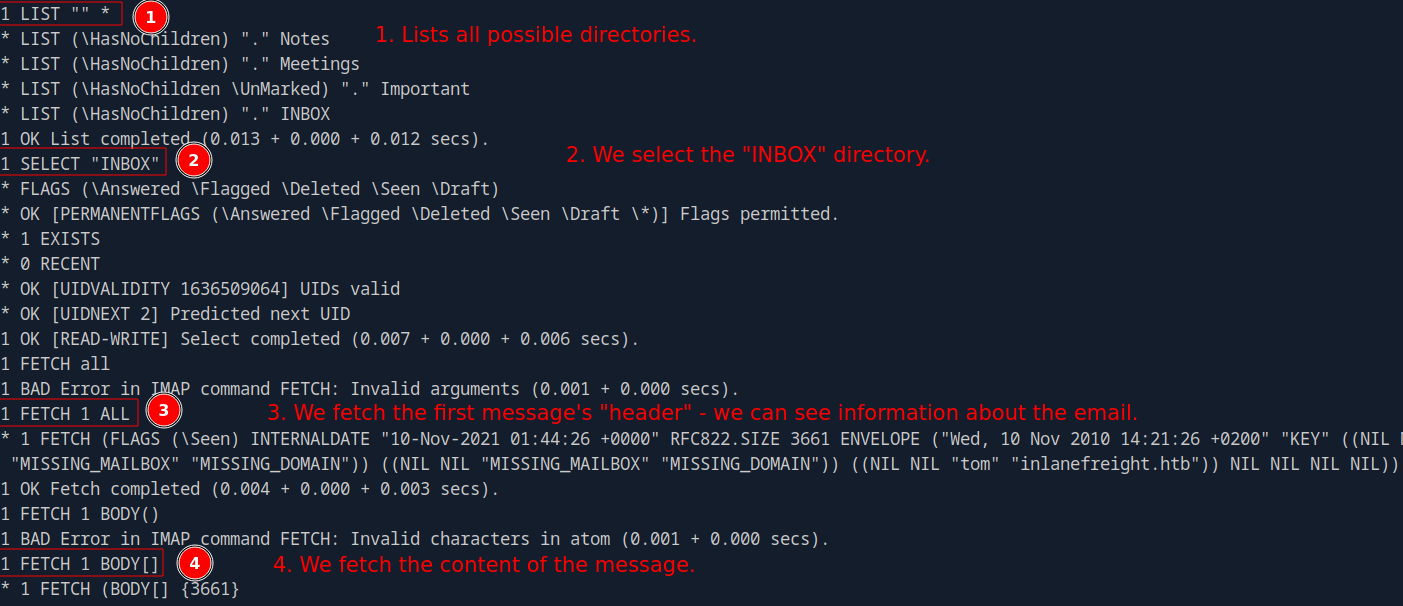 1 LIST "" *
1
1. Lists all possible directories.
* LIST (\HasNoChildren) "." Notes
* LIST (\HasNoChildren) "." Meetings
* LIST (\HasNoChildren \UnMarked) "." Important
* LIST (\HasNoChildren) "." INBOX
1 OK List completed (0.013 + 0.000 + 0.012 secs).
1 SELECT "INBOX"
2
2. We select the "INBOX" directory.
* FLAGS (\Answered \Flagged \Deleted \Seen \Draft)
* OK [PERMANENTFLAGS (\Answered \Flagged \Deleted \Seen \Draft \*)] Flags permitted.
* 1 EXISTS
* 0 RECENT
* OK [UIDVALIDITY 1636509064] UIDs valid
* OK [UIDNEXT 2] Predicted next UID
1 OK [READ-WRITE] Select completed (0.007 + 0.000 + 0.006 secs).
1 FETCH all
1 BAD Error in IMAP command FETCH: Invalid arguments (0.001 + 0.000 secs).
1 FETCH 1 ALL
3
3. We fetch the first message's "header" - we can see information about the email.
* 1 FETCH (FLAGS (\Seen) INTERNALDATE "10-Nov-2021 01:44:26 +0000" RFC822.SIZE 3661 ENVELOPE ("Wed, 10 Nov 2010 14:21:26 +0200" "KEY" ((NIL
"MISSING_MAILBOX" "MISSING_DOMAIN")) ((NIL NIL "MISSING_MAILBOX" "MISSING_DOMAIN")) ((NIL NIL "tom" "inlanefreight.htb")) NIL NIL NIL NIL))
1 OK Fetch completed (0.004 + 0.000 + 0.003 secs).
1 FETCH 1 BODY()
1 BAD Error in IMAP command FETCH: Invalid characters in atom (0.001 + 0.000 secs).
1 FETCH 1 BODY[]
4
4. We fetch the content of the message.
* 1 FETCH (BODY[] {3661}